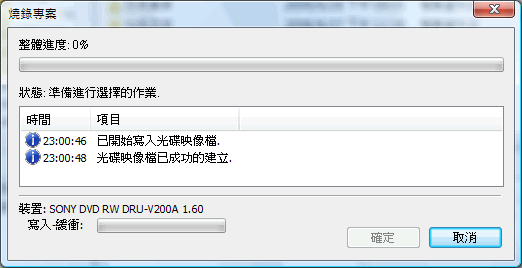 燒錄專案
整體進度: 0%
狀態: 準備進行選擇的作業.
時間 項目
23:00:46 已開始寫入光碟映像檔.
23:00:48 光碟映像檔已成功的建立.
裝置: SONY DVD RW DRU-V200A 1.60
寫入-緩衝:
確定 取消